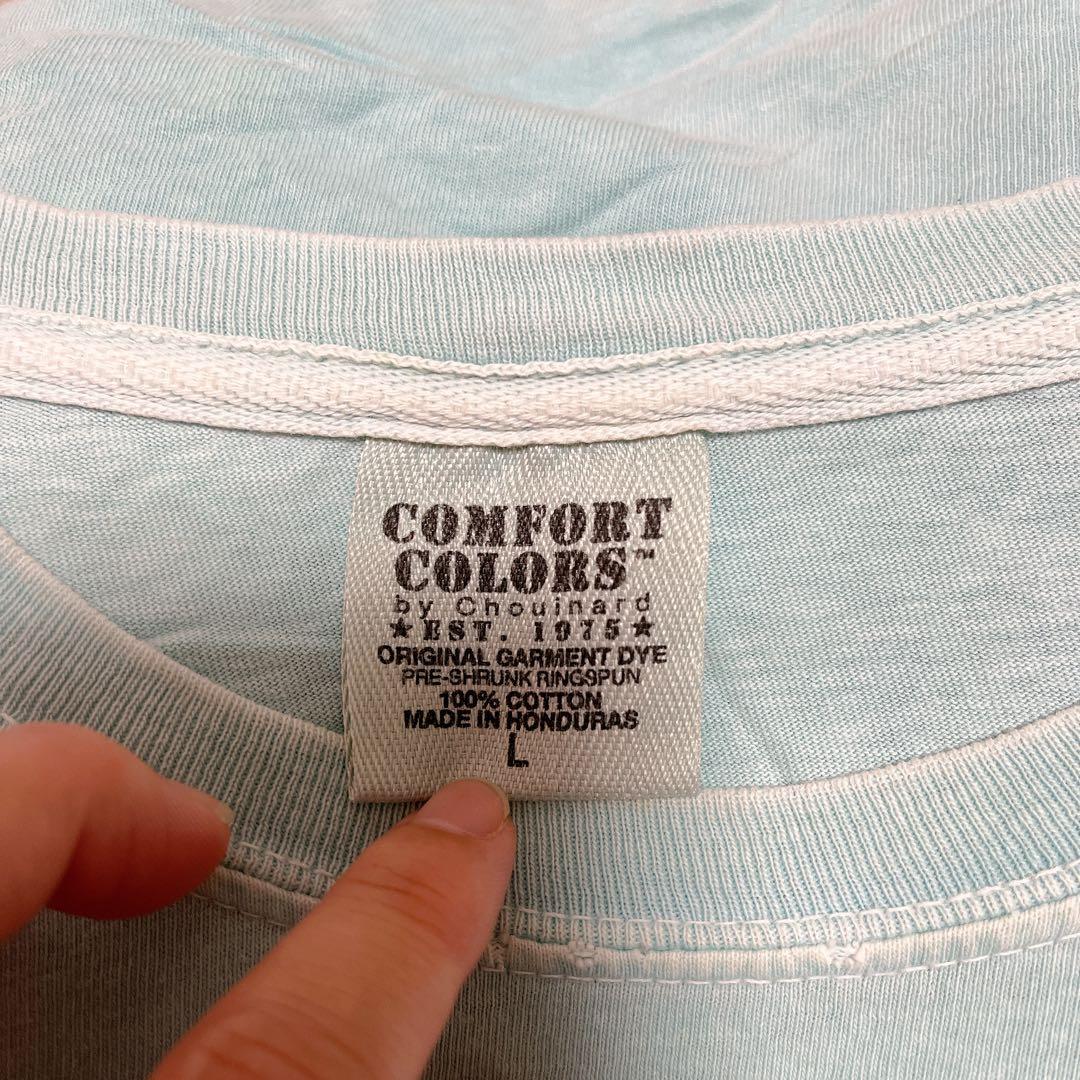 COMFORT
COLORS™
by Chouinard
★ EST. 1975 ★
ORIGINAL GARMENT DYE
PRE-SHRUNK RINGSPUN
100% COTTON
MADE IN HONDURAS
L